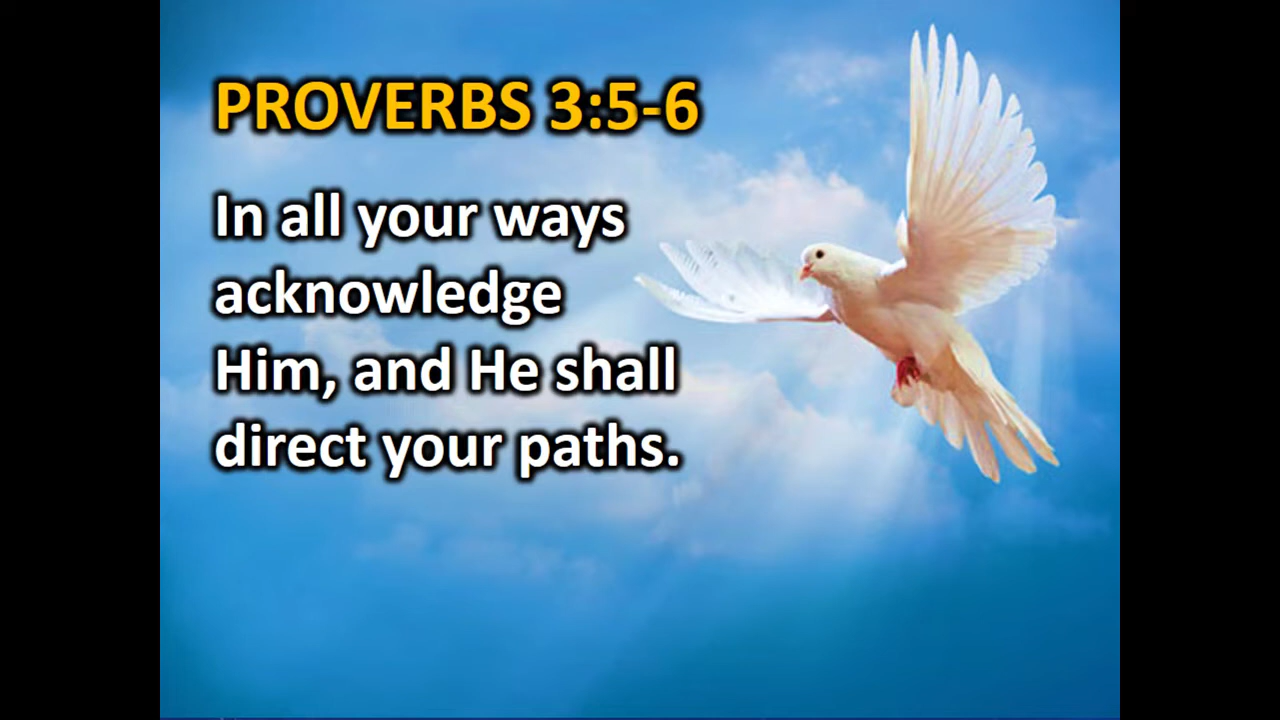 PROVERBS 3:5-6
In all your ways
acknowledge
Him, and He shall
direct your paths.